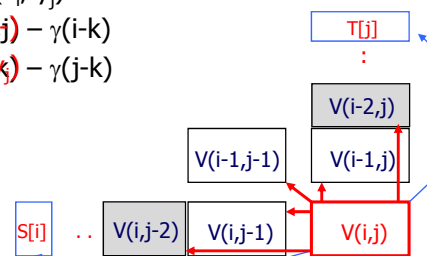 j) – γ(i-k)
) – γ(j-k)
T[j]
:
V(i-2,j)
V(i-1,j-1) V(i-1,j)
S[i] . . V(i,j-2) V(i,j-1) V(i,j)